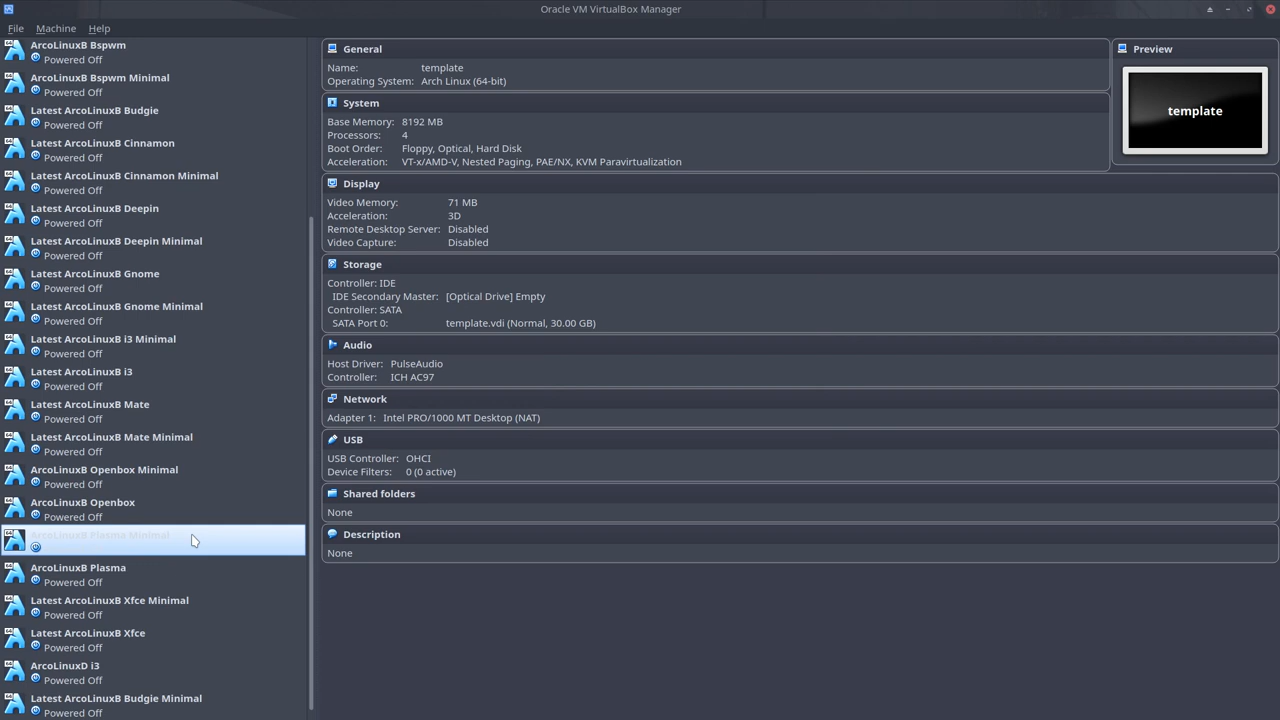 Oracle VM VirtualBox Manager
File Machine Help
ArcoLinuxB Bspwm
Powered Off
ArcoLinuxB Bspwm Minimal
Powered Off
Latest ArcoLinuxB Budgie
Powered Off
Latest ArcoLinuxB Cinnamon
Powered Off
Latest ArcoLinuxB Cinnamon Minimal
Powered Off
Latest ArcoLinuxB Deepin
Powered Off
Latest ArcoLinuxB Deepin Minimal
Powered Off
Latest ArcoLinuxB Gnome
Powered Off
Latest ArcoLinuxB Gnome Minimal
Powered Off
Latest ArcoLinuxB i3 Minimal
Powered Off
Latest ArcoLinuxB i3
Powered Off
Latest ArcoLinuxB Mate
Powered Off
Latest ArcoLinuxB Mate Minimal
Powered Off
ArcoLinuxB Openbox Minimal
Powered Off
ArcoLinuxB Openbox
Powered Off
ArcoLinuxB Plasma Minimal
ArcoLinuxB Plasma
Powered Off
Latest ArcoLinuxB Xfce Minimal
Powered Off
Latest ArcoLinuxB Xfce
Powered Off
ArcoLinuxD i3
Powered Off
Latest ArcoLinuxB Budgie Minimal
Powered Off
General
Name: template
Operating System: Arch Linux (64-bit)
System
Base Memory: 8192 MB
Processors: 4
Boot Order: Floppy, Optical, Hard Disk
Acceleration: VT-x/AMD-V, Nested Paging, PAE/NX, KVM Paravirtualization
Display
Video Memory: 71 MB
Acceleration: 3D
Remote Desktop Server: Disabled
Video Capture: Disabled
Storage
Controller: IDE
IDE Secondary Master: [Optical Drive] Empty
Controller: SATA
SATA Port 0: template.vdi (Normal, 30.00 GB)
Audio
Host Driver: PulseAudio
Controller: ICH AC97
Network
Adapter 1: Intel PRO/1000 MT Desktop (NAT)
USB
USB Controller: OHCI
Device Filters: 0 (0 active)
Shared folders
None
Description
None
Preview
template